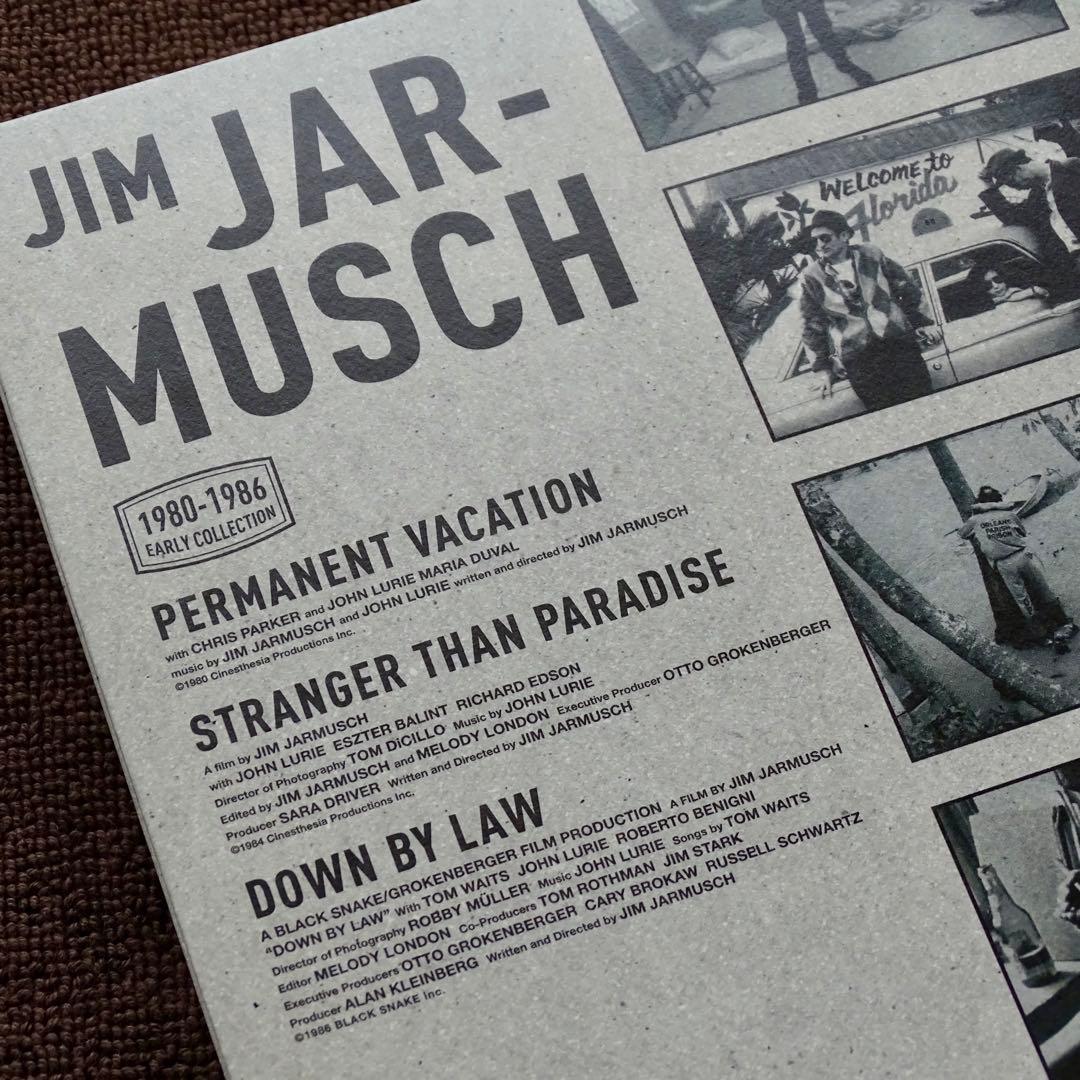 JIM JAR-
MUSCH
1980-1986
EARLY COLLECTION
PERMANENT VACATION
with CHRIS PARKER and JOHN LURIE MARIA DUVAL
music by JIM JARMUSCH and JOHN LURIE written and directed by JIM JARMUSCH
©1980 Cinesthesia Productions Inc.
STRANGER THAN PARADISE
A film by JIM JARMUSCH
with JOHN LURIE ESZTER BALINT RICHARD EDSON
Director of Photography TOM DiCILLO Music by JOHN LURIE
Edited by JIM JARMUSCH and MELODY LONDON Executive Producer OTTO GROKENBERGER
Producer SARA DRIVER Written and Directed by JIM JARMUSCH
©1984 Cinesthesia Productions Inc.
DOWN BY LAW
A BLACK SNAKE/GROKENBERGER FILM PRODUCTION A FILM BY JIM JARMUSCH
"DOWN BY LAW" With TOM WAITS JOHN LURIE ROBERTO BENIGNI
Director of Photography ROBBY MÜLLER Music JOHN LURIE Songs by TOM WAITS
Editor MELODY LONDON Co-Producers TOM ROTHMAN JIM STARK
Executive Producers OTTO GROKENBERGER CARY BROKAW RUSSELL SCHWARTZ
Producer ALAN KLEINBERG Written and Directed by JIM JARMUSCH
©1986 BLACK SNAKE Inc.
WELCOME to
Florida
ORLEANS
PARISH
PRISON